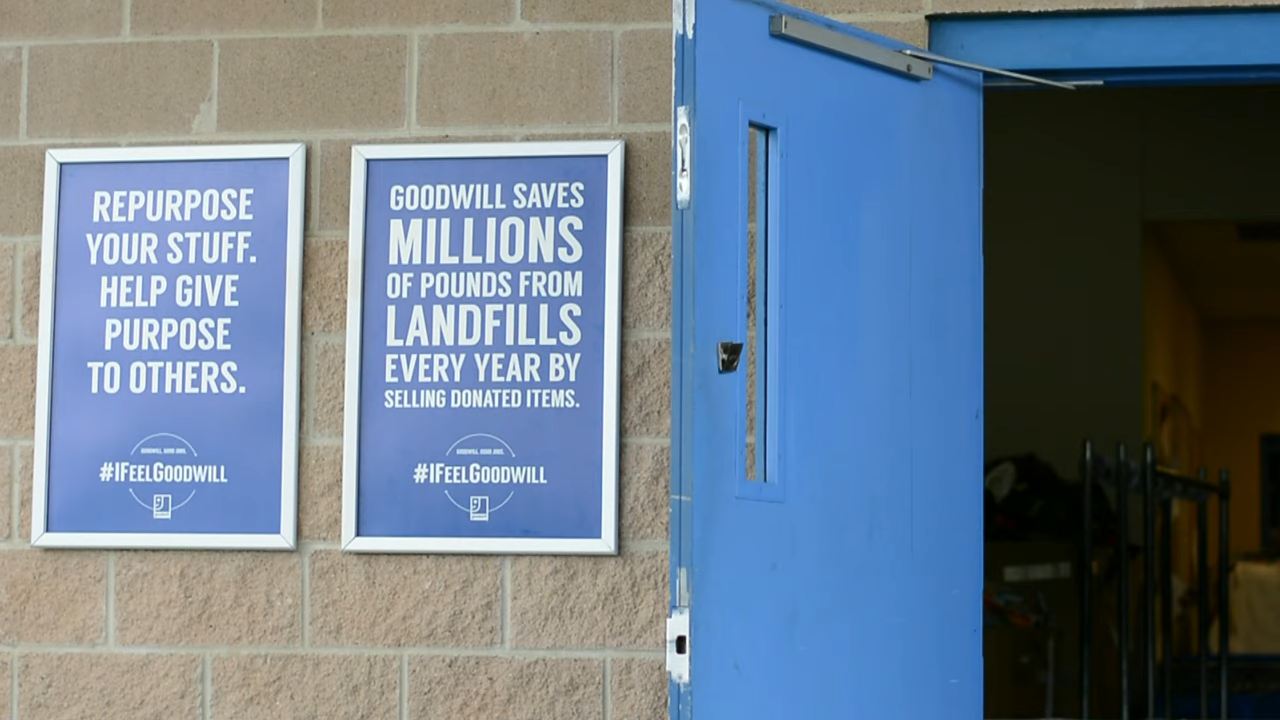 REPURPOSE
YOUR STUFF.
HELP GIVE
PURPOSE
TO OTHERS.
#IFEELGOODWILL
GOODWILL SAVES
MILLIONS
OF POUNDS FROM
LANDFILLS
EVERY YEAR BY
SELLING DONATED ITEMS.
#IFEELGOODWILL